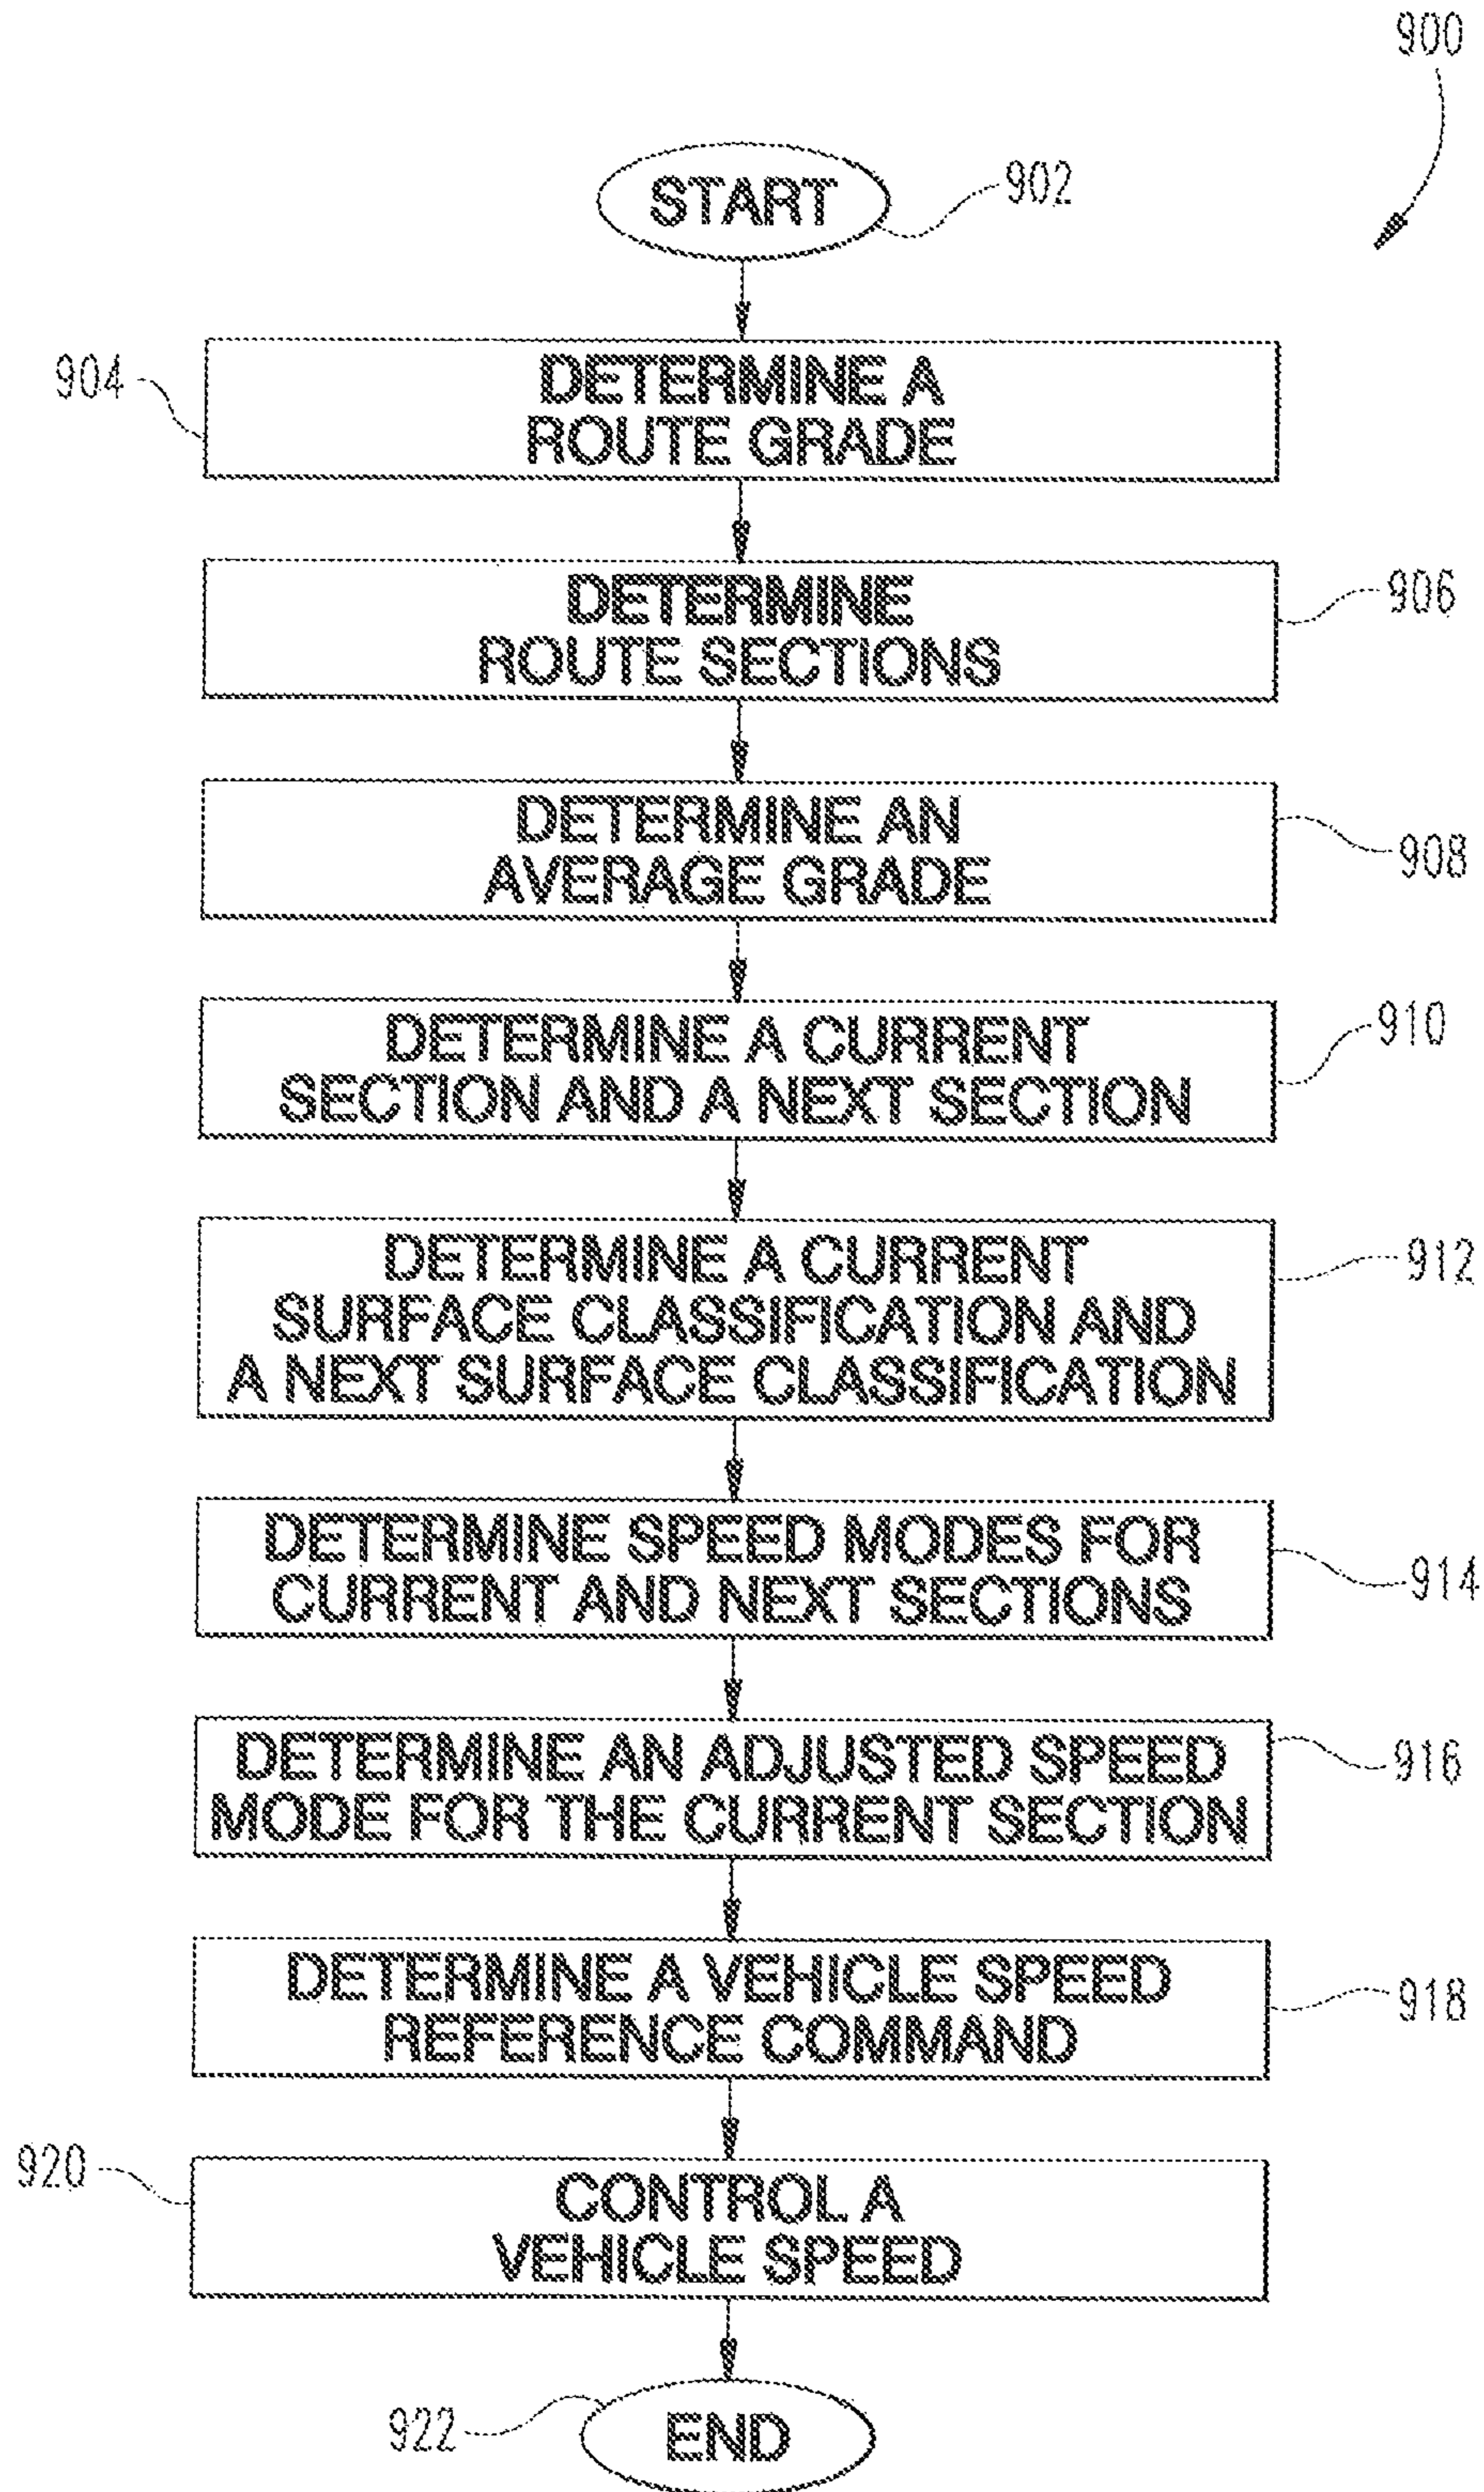 900
START
902
904
DETERMINE A
ROUTE GRADE
DETERMINE
ROUTE SECTIONS
906
DETERMINE AN
AVERAGE GRADE
908
DETERMINE A CURRENT
SECTION AND A NEXT SECTION
910
DETERMINE A CURRENT
SURFACE CLASSIFICATION AND
A NEXT SURFACE CLASSIFICATION
912
DETERMINE SPEED MODES FOR
CURRENT AND NEXT SECTIONS
914
DETERMINE AN ADJUSTED SPEED
MODE FOR THE CURRENT SECTION
916
DETERMINE A VEHICLE SPEED
REFERENCE COMMAND
918
920
CONTROL A
VEHICLE SPEED
922
END